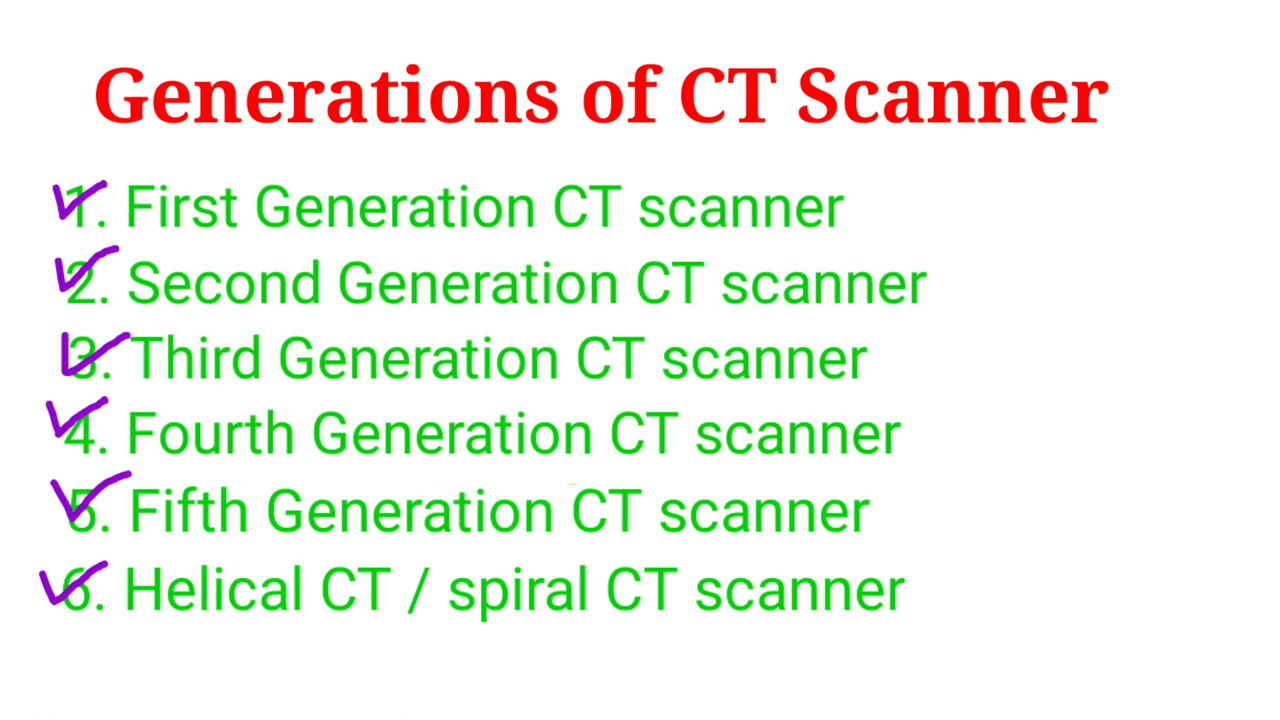 Generations of CT Scanner
1. First Generation CT scanner
2. Second Generation CT scanner
3. Third Generation CT scanner
4. Fourth Generation CT scanner
5. Fifth Generation CT scanner
6. Helical CT / spiral CT scanner